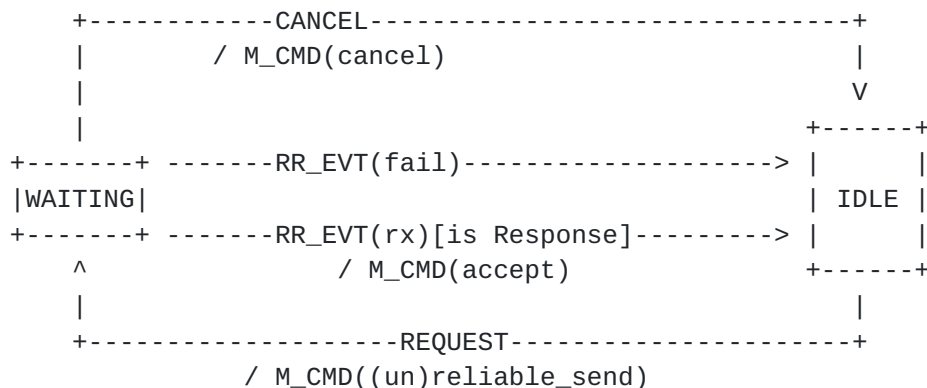 +------------CANCEL-------------------------------+
|        / M_CMD(cancel)                          |
|                                                 V
|                                              +------+
+-------+ -------RR_EVT(fail)--------------------> |      |
|WAITING|                                          | IDLE |
+-------+ -------RR_EVT(rx)[is Response]---------> |      |
^                / M_CMD(accept)               +------+
|                                                 |
+--------------------REQUEST----------------------+
/ M_CMD((un)reliable_send)